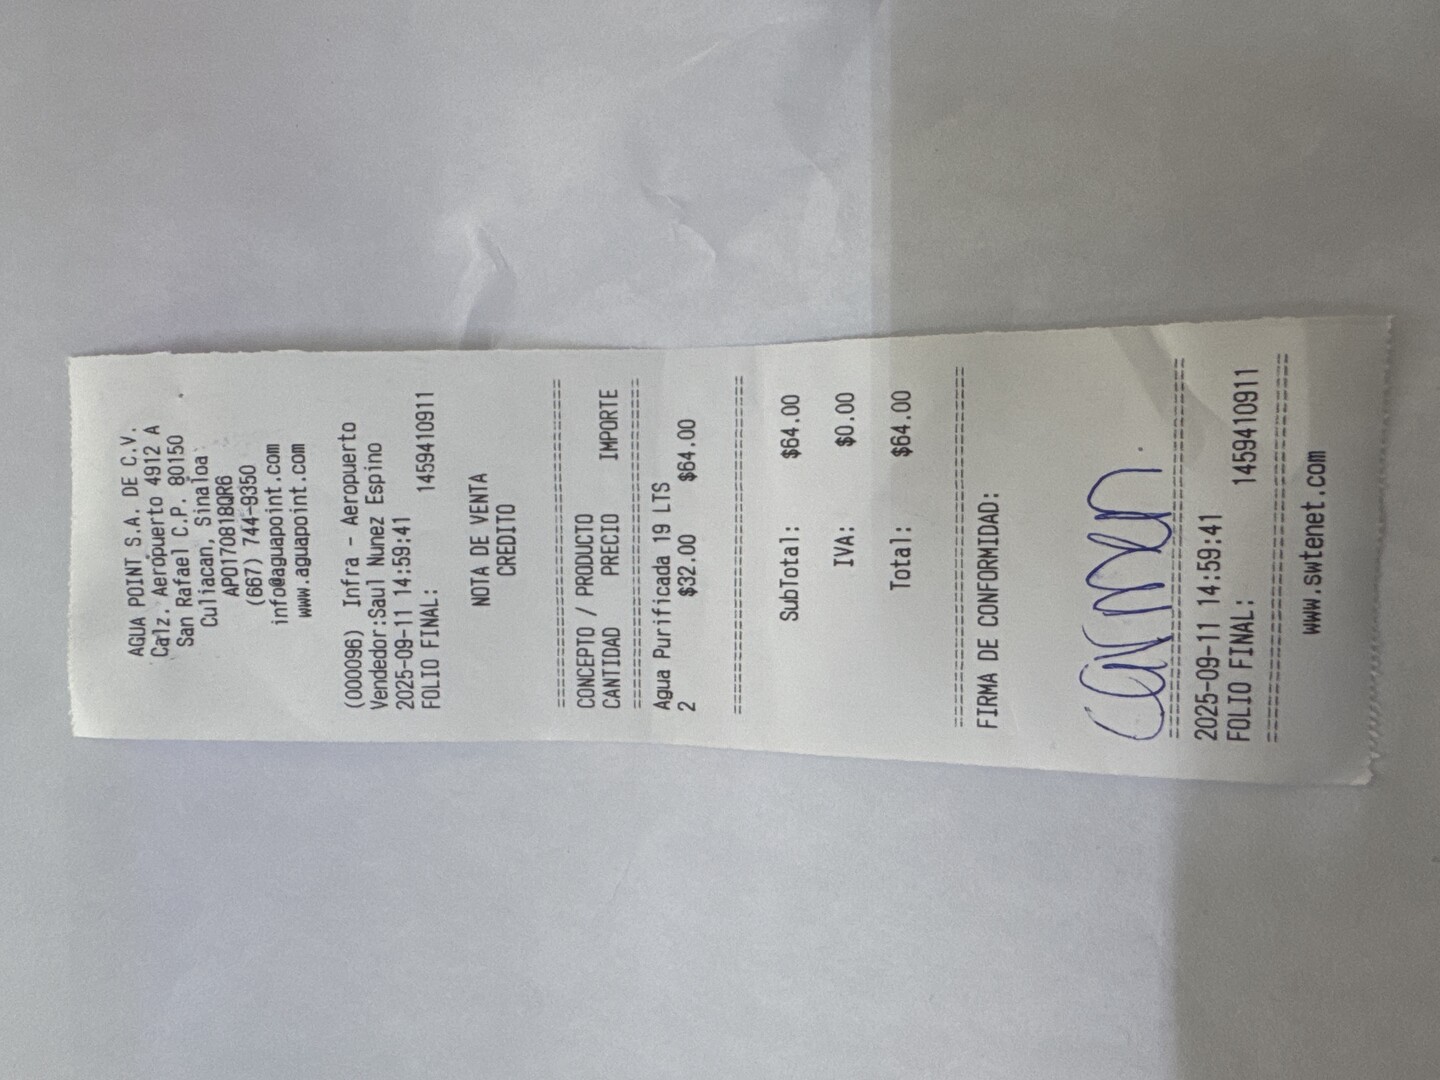 AGUA POINT S.A. DE C.V.
Calz. Aeropuerto 4912 A
San Rafael C.P. 80150
Culiacan, Sinaloa
APO170818QR6
(667) 744-9350
info@aguapoint.com
www.aguapoint.com
(000096) Infra - Aeropuerto
Vendedor:Saul Nunez Espino
2025-09-11 14:59:41
FOLIO FINAL: 1459410911
NOTA DE VENTA
CREDITO
================================
CONCEPTO / PRODUCTO
CANTIDAD PRECIO IMPORTE
================================
Agua Purificada 19 LTS
2 $32.00 $64.00
================================
SubTotal: $64.00
IVA: $0.00
Total: $64.00
================================
FIRMA DE CONFORMIDAD:
Carmen
================================
2025-09-11 14:59:41
FOLIO FINAL: 1459410911
================================
www.swtenet.com